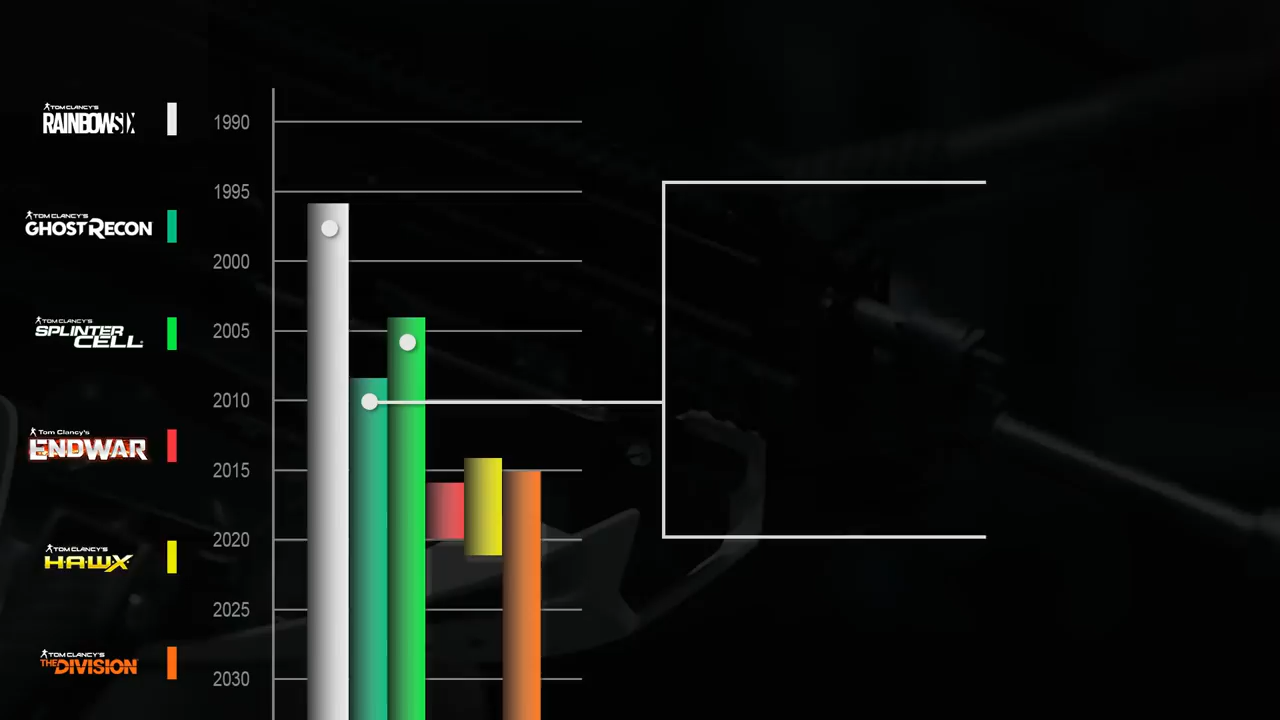 TOM CLANCY'S
RAINBOWSIX
1990
1995
TOM CLANCY'S
GHOST RECON
2000
TOM CLANCY'S
SPLINTER
CELL
2005
2010
Tom Clancy's
ENDWAR
2015
2020
TOM CLANCY'S
H.A.W.X
2025
TOM CLANCY'S
THE DIVISION
2030